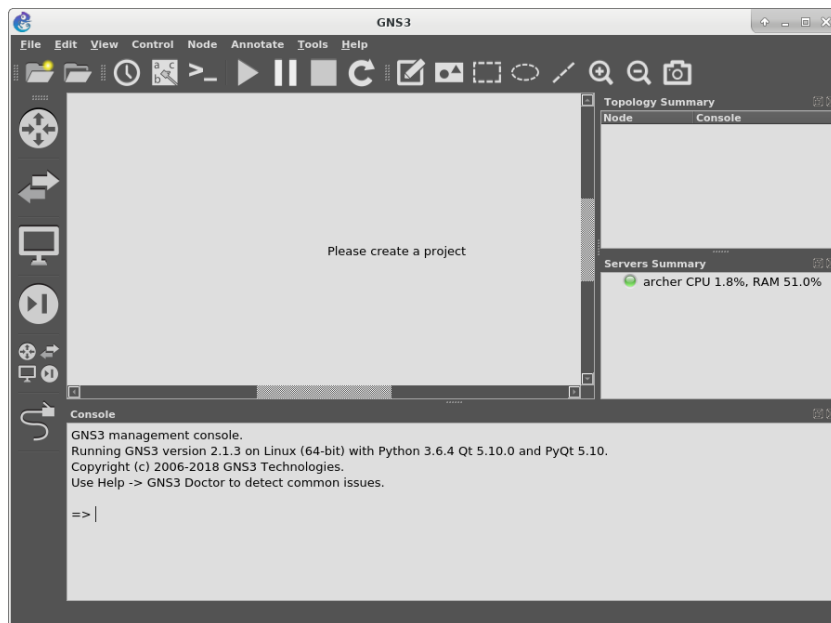 GNS3
File Edit View Control Node Annotate Tools Help
Please create a project
Topology Summary
Node Console
Servers Summary
archer CPU 1.8%, RAM 51.0%
Console
GNS3 management console.
Running GNS3 version 2.1.3 on Linux (64-bit) with Python 3.6.4 Qt 5.10.0 and PyQt 5.10.
Copyright (c) 2006-2018 GNS3 Technologies.
Use Help -> GNS3 Doctor to detect common issues.
=>